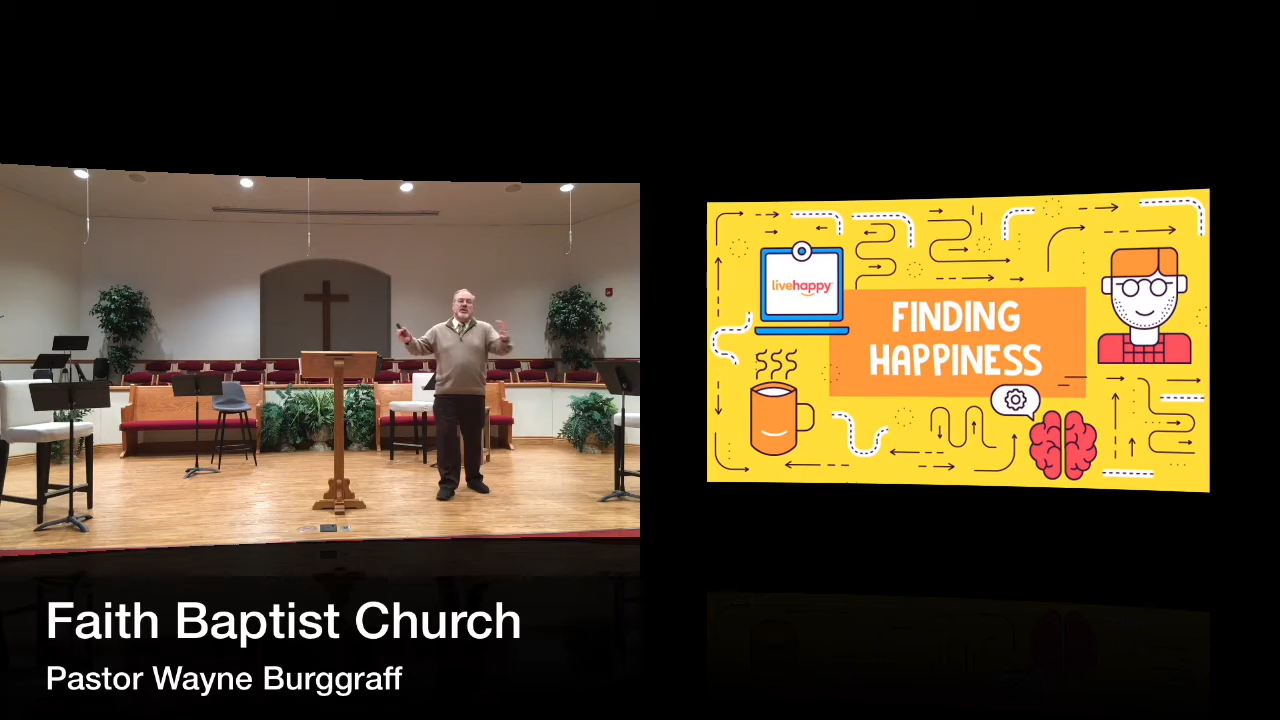 livehappy
FINDING
HAPPINESS
Faith Baptist Church
Pastor Wayne Burggraff